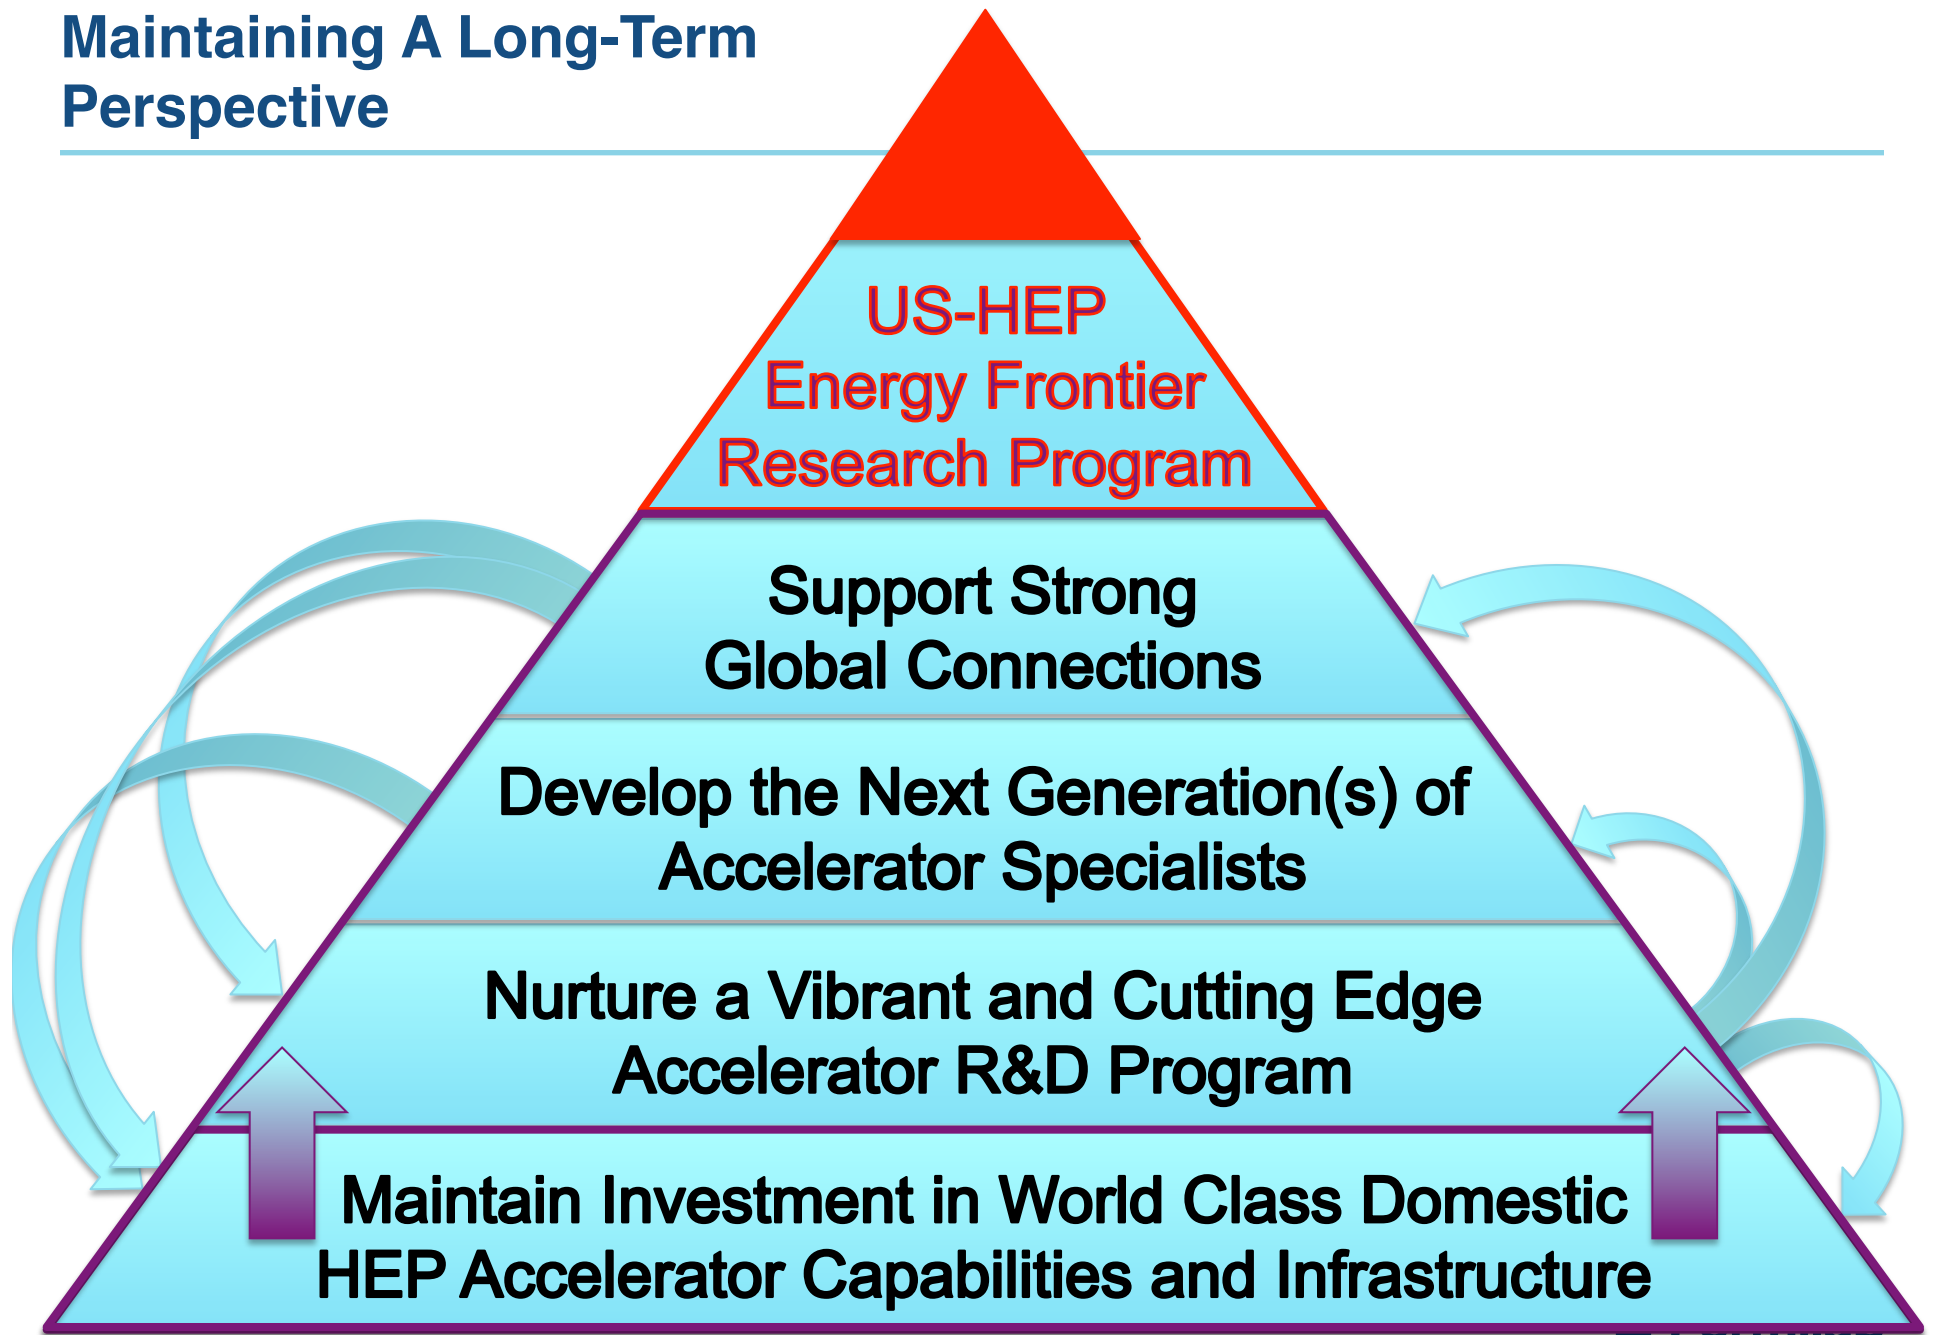 Maintaining A Long-Term
Perspective
US-HEP
Energy Frontier
Research Program
Support Strong
Global Connections
Develop the Next Generation(s) of
Accelerator Specialists
Nurture a Vibrant and Cutting Edge
Accelerator R&D Program
Maintain Investment in World Class Domestic
HEP Accelerator Capabilities and Infrastructure